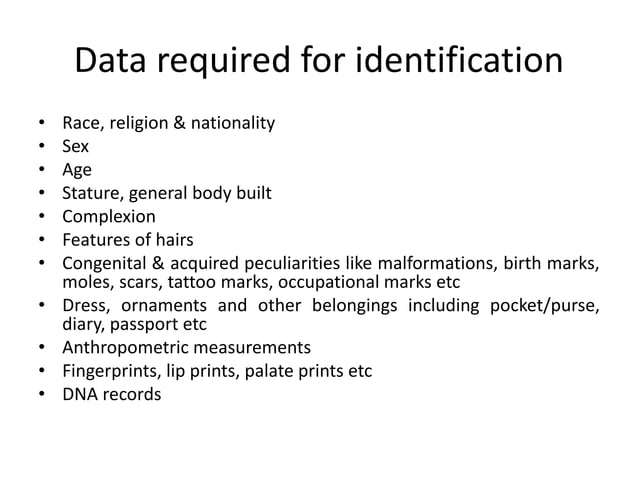 Data required for identification
• Race, religion & nationality
• Sex
• Age
• Stature, general body built
• Complexion
• Features of hairs
• Congenital & acquired peculiarities like malformations, birth marks,
moles, scars, tattoo marks, occupational marks etc
• Dress, ornaments and other belongings including pocket/purse,
diary, passport etc
• Anthropometric measurements
• Fingerprints, lip prints, palate prints etc
• DNA records